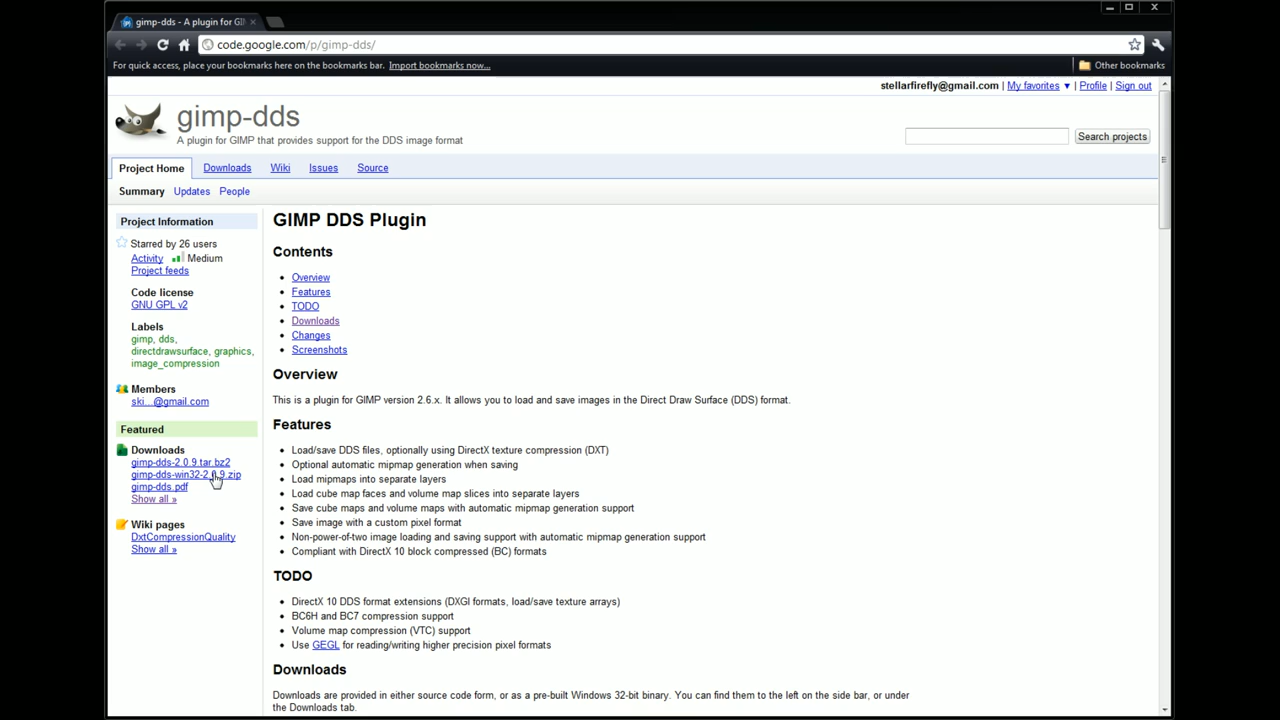 gimp-dds - A plugin for GI
code.google.com/p/gimp-dds/
For quick access, place your bookmarks here on the bookmarks bar. Import bookmarks now...
Other bookmarks
stellarfirefly@gmail.com | My favorites ▼ | Profile | Sign out
gimp-dds
A plugin for GIMP that provides support for the DDS image format
Search projects
Project Home
Downloads
Wiki
Issues
Source
Summary
Updates
People
Project Information
Starred by 26 users
Activity Medium
Project feeds
Code license
GNU GPL v2
Labels
gimp, dds,
directdrawsurface, graphics,
image_compression
Members
ski...@gmail.com
Featured
Downloads
gimp-dds-2.0.9.tar.bz2
gimp-dds-win32-2.0.9.zip
gimp-dds.pdf
Show all »
Wiki pages
DxtCompressionQuality
Show all »
GIMP DDS Plugin
Contents
• Overview
• Features
• TODO
• Downloads
• Changes
• Screenshots
Overview
This is a plugin for GIMP version 2.6.x. It allows you to load and save images in the Direct Draw Surface (DDS) format.
Features
• Load/save DDS files, optionally using DirectX texture compression (DXT)
• Optional automatic mipmap generation when saving
• Load mipmaps into separate layers
• Load cube map faces and volume map slices into separate layers
• Save cube maps and volume maps with automatic mipmap generation support
• Save image with a custom pixel format
• Non-power-of-two image loading and saving support with automatic mipmap generation support
• Compliant with DirectX 10 block compressed (BC) formats
TODO
• DirectX 10 DDS format extensions (DXGI formats, load/save texture arrays)
• BC6H and BC7 compression support
• Volume map compression (VTC) support
• Use GEGL for reading/writing higher precision pixel formats
Downloads
Downloads are provided in either source code form, or as a pre-built Windows 32-bit binary. You can find them to the left on the side bar, or under
the Downloads tab.